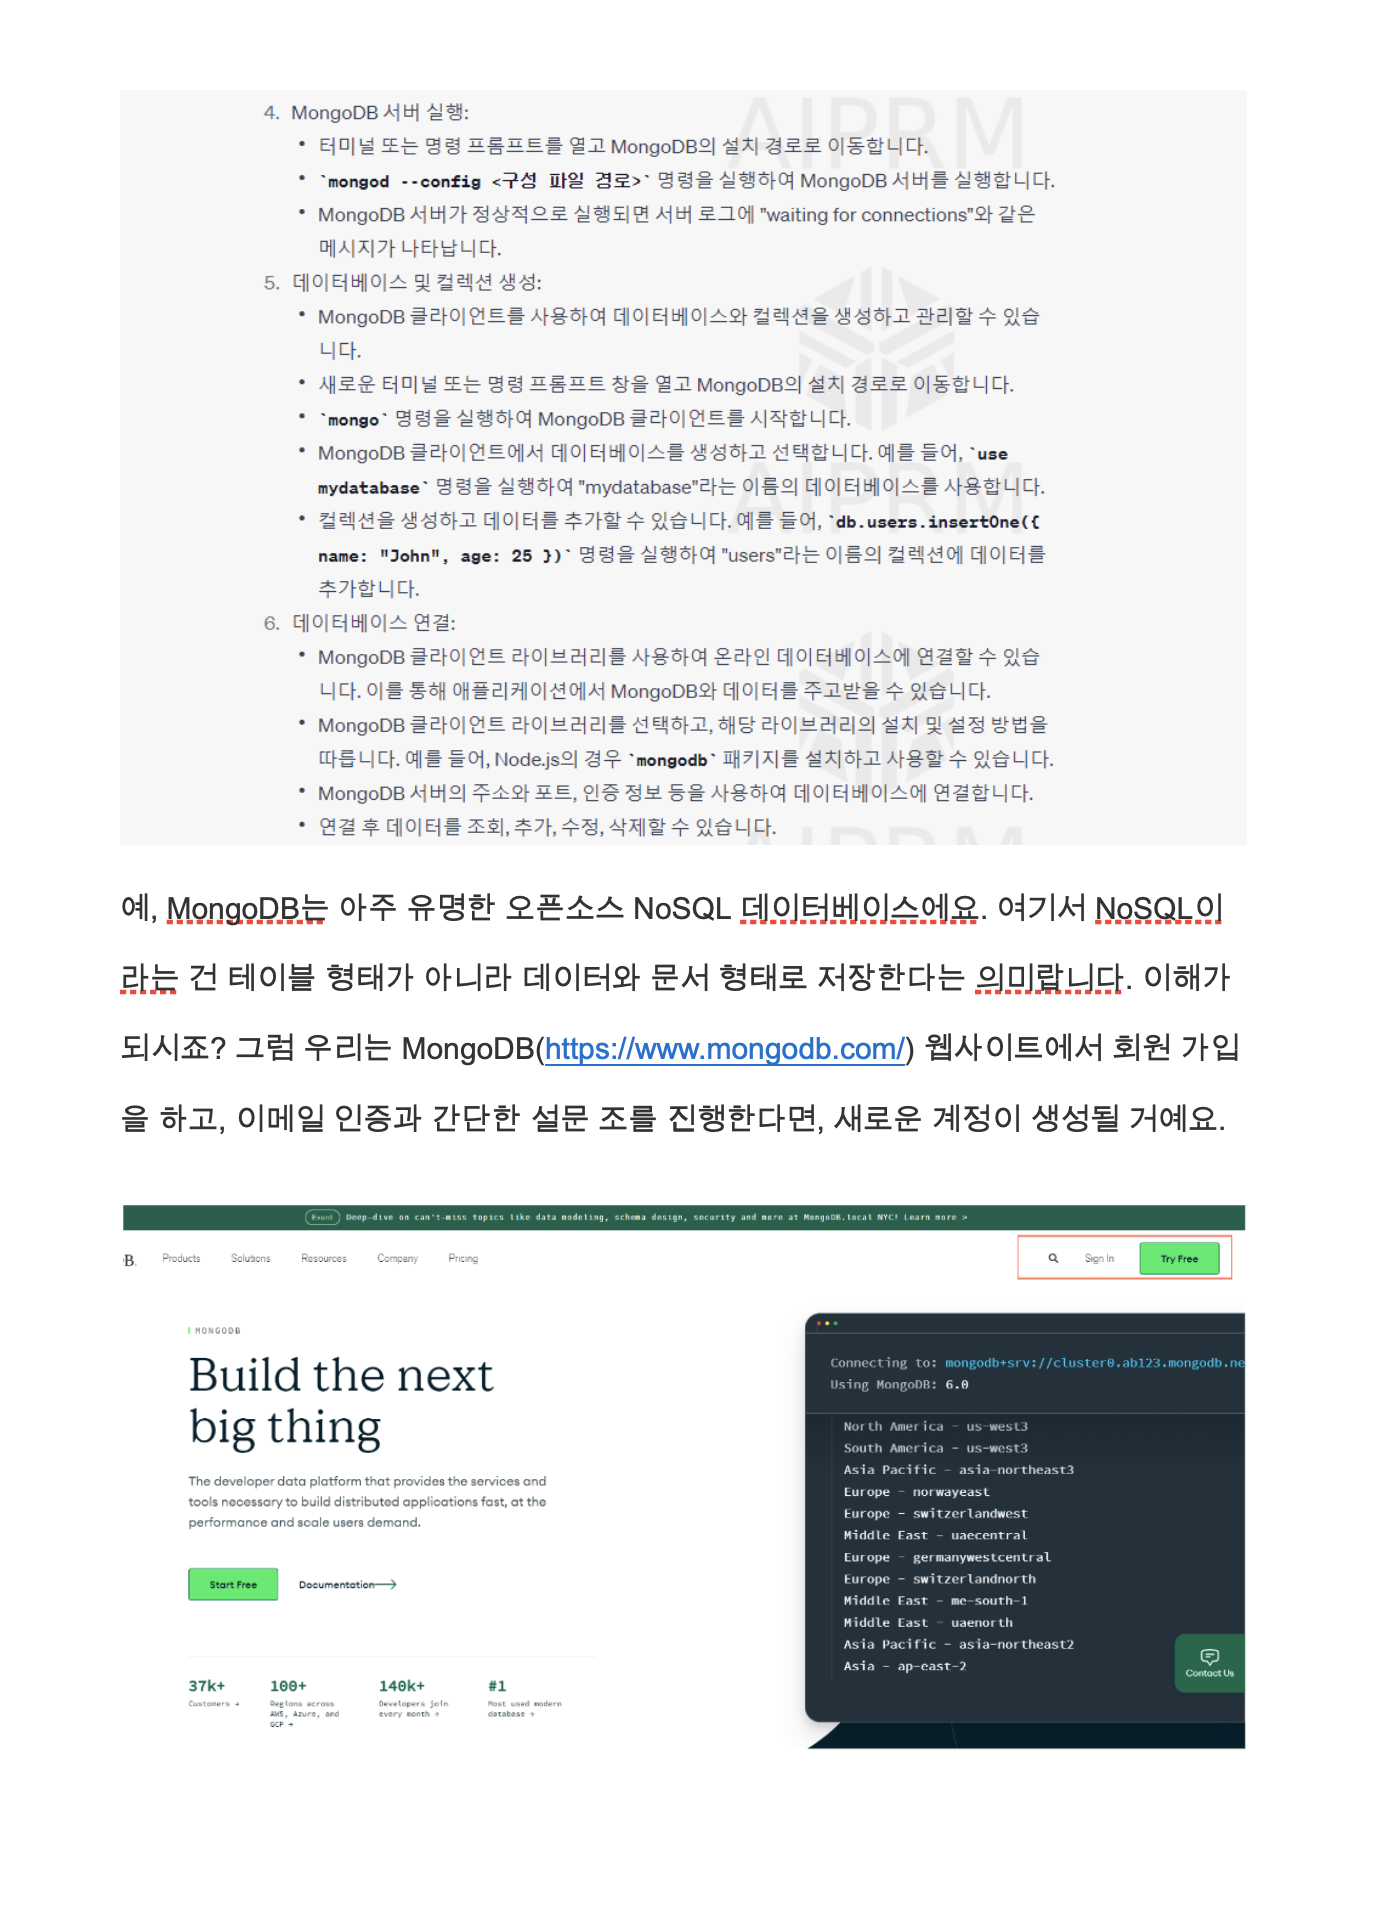 4. MongoDB 서버 실행:
• 터미널 또는 명령 프롬프트를 열고 MongoDB의 설치 경로로 이동합니다.
• `mongod --config <구성 파일 경로>` 명령을 실행하여 MongoDB 서버를 실행합니다.
• MongoDB 서버가 정상적으로 실행되면 서버 로그에 "waiting for connections"와 같은
메시지가 나타납니다.
5. 데이터베이스 및 컬렉션 생성:
• MongoDB 클라이언트를 사용하여 데이터베이스와 컬렉션을 생성하고 관리할 수 있습
니다.
• 새로운 터미널 또는 명령 프롬프트 창을 열고 MongoDB의 설치 경로로 이동합니다.
• `mongo` 명령을 실행하여 MongoDB 클라이언트를 시작합니다.
• MongoDB 클라이언트에서 데이터베이스를 생성하고 선택합니다. 예를 들어, `use
mydatabase` 명령을 실행하여 "mydatabase"라는 이름의 데이터베이스를 사용합니다.
• 컬렉션을 생성하고 데이터를 추가할 수 있습니다. 예를 들어, `db.users.insertOne({
name: "John", age: 25 })` 명령을 실행하여 "users"라는 이름의 컬렉션에 데이터를
추가합니다.
6. 데이터베이스 연결:
• MongoDB 클라이언트 라이브러리를 사용하여 온라인 데이터베이스에 연결할 수 있습
니다. 이를 통해 애플리케이션에서 MongoDB와 데이터를 주고받을 수 있습니다.
• MongoDB 클라이언트 라이브러리를 선택하고, 해당 라이브러리의 설치 및 설정 방법을
따릅니다. 예를 들어, Node.js의 경우 `mongodb` 패키지를 설치하고 사용할 수 있습니다.
• MongoDB 서버의 주소와 포트, 인증 정보 등을 사용하여 데이터베이스에 연결합니다.
• 연결 후 데이터를 조회, 추가, 수정, 삭제할 수 있습니다.
AIPRM
AIPRM
AIPRM
예, MongoDB는 아주 유명한 오픈소스 NoSQL 데이터베이스에요. 여기서 NoSQL이
라는 건 테이블 형태가 아니라 데이터와 문서 형태로 저장한다는 의미랍니다. 이해가
되시죠? 그럼 우리는 MongoDB(https://www.mongodb.com/) 웹사이트에서 회원 가입
을 하고, 이메일 인증과 간단한 설문 조를 진행한다면, 새로운 계정이 생성될 거예요.
Event Deep-dive on can't-miss topics like data modeling, schema design, security and more at MongoDB.local NYC! Learn more >
B. Products Solutions Resources Company Pricing Sign In Try Free
MONGODB
Build the next
big thing
The developer data platform that provides the services and
tools necessary to build distributed applications fast, at the
performance and scale users demand.
Start Free Documentation
37k+
Customers →
100+
Regions across
AWS, Azure, and
GCP →
140k+
Developers join
every month →
#1
Most used modern
database →
Connecting to: mongodb+srv://cluster0.ab123.mongodb.ne
Using MongoDB: 6.0
North America - us-west3
South America - us-west3
Asia Pacific - asia-northeast3
Europe - norwayeast
Europe - switzerlandwest
Middle East - uaecentral
Europe - germanywestcentral
Europe - switzerlandnorth
Middle East - me-south-1
Middle East - uaenorth
Asia Pacific - asia-northeast2
Asia - ap-east-2
Contact Us